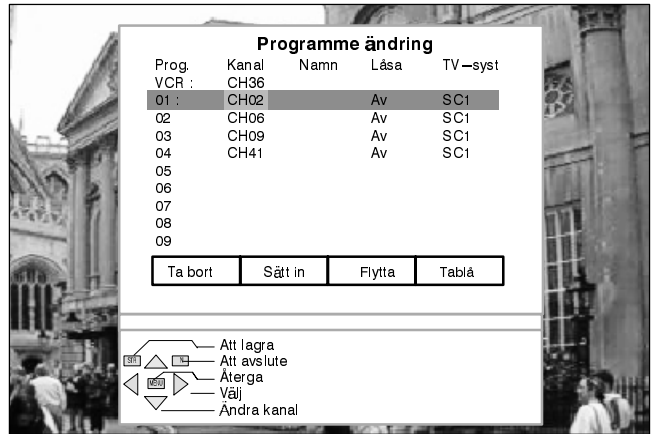 Programme ändring
Prog. Kanal Namn Låsa TV–syst
VCR : CH36
01 : CH02 Av SC1
02 CH06 Av SC1
03 CH09 Av SC1
04 CH41 Av SC1
05
06
07
08
09
Ta bort Sätt in Flytta Tablå
Att lagra
Att avslute
Återga
Välj
Ändra kanal
MENU